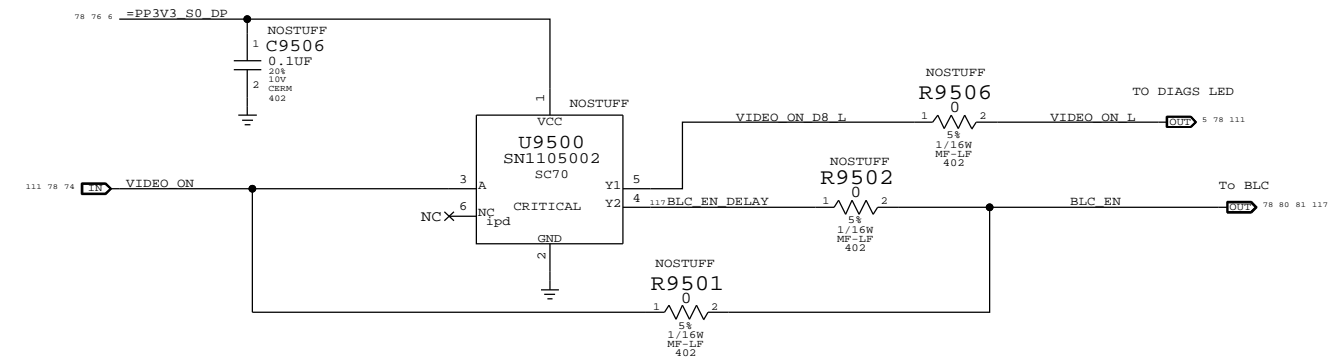 78 76 6 =PP3V3_S0_DP
NOSTUFF
1 C9506
0.1UF
20%
10V
2 CERM
402
1
NOSTUFF
VCC
U9500
SN1105002
SC70
111 78 74 IN VIDEO_ON
3 A
6 NC
NC
ipd
CRITICAL
Y1 5
Y2 4
GND
2
VIDEO_ON_D8_L
NOSTUFF
R9506
0
1 2
5%
1/16W
MF-LF
402
VIDEO_ON_L
TO DIAGS LED
OUT 5 78 111
117 BLC_EN_DELAY
NOSTUFF
R9502
0
1 2
5%
1/16W
MF-LF
402
BLC_EN
To BLC
OUT 78 80 81 117
NOSTUFF
R9501
0
1 2
5%
1/16W
MF-LF
402